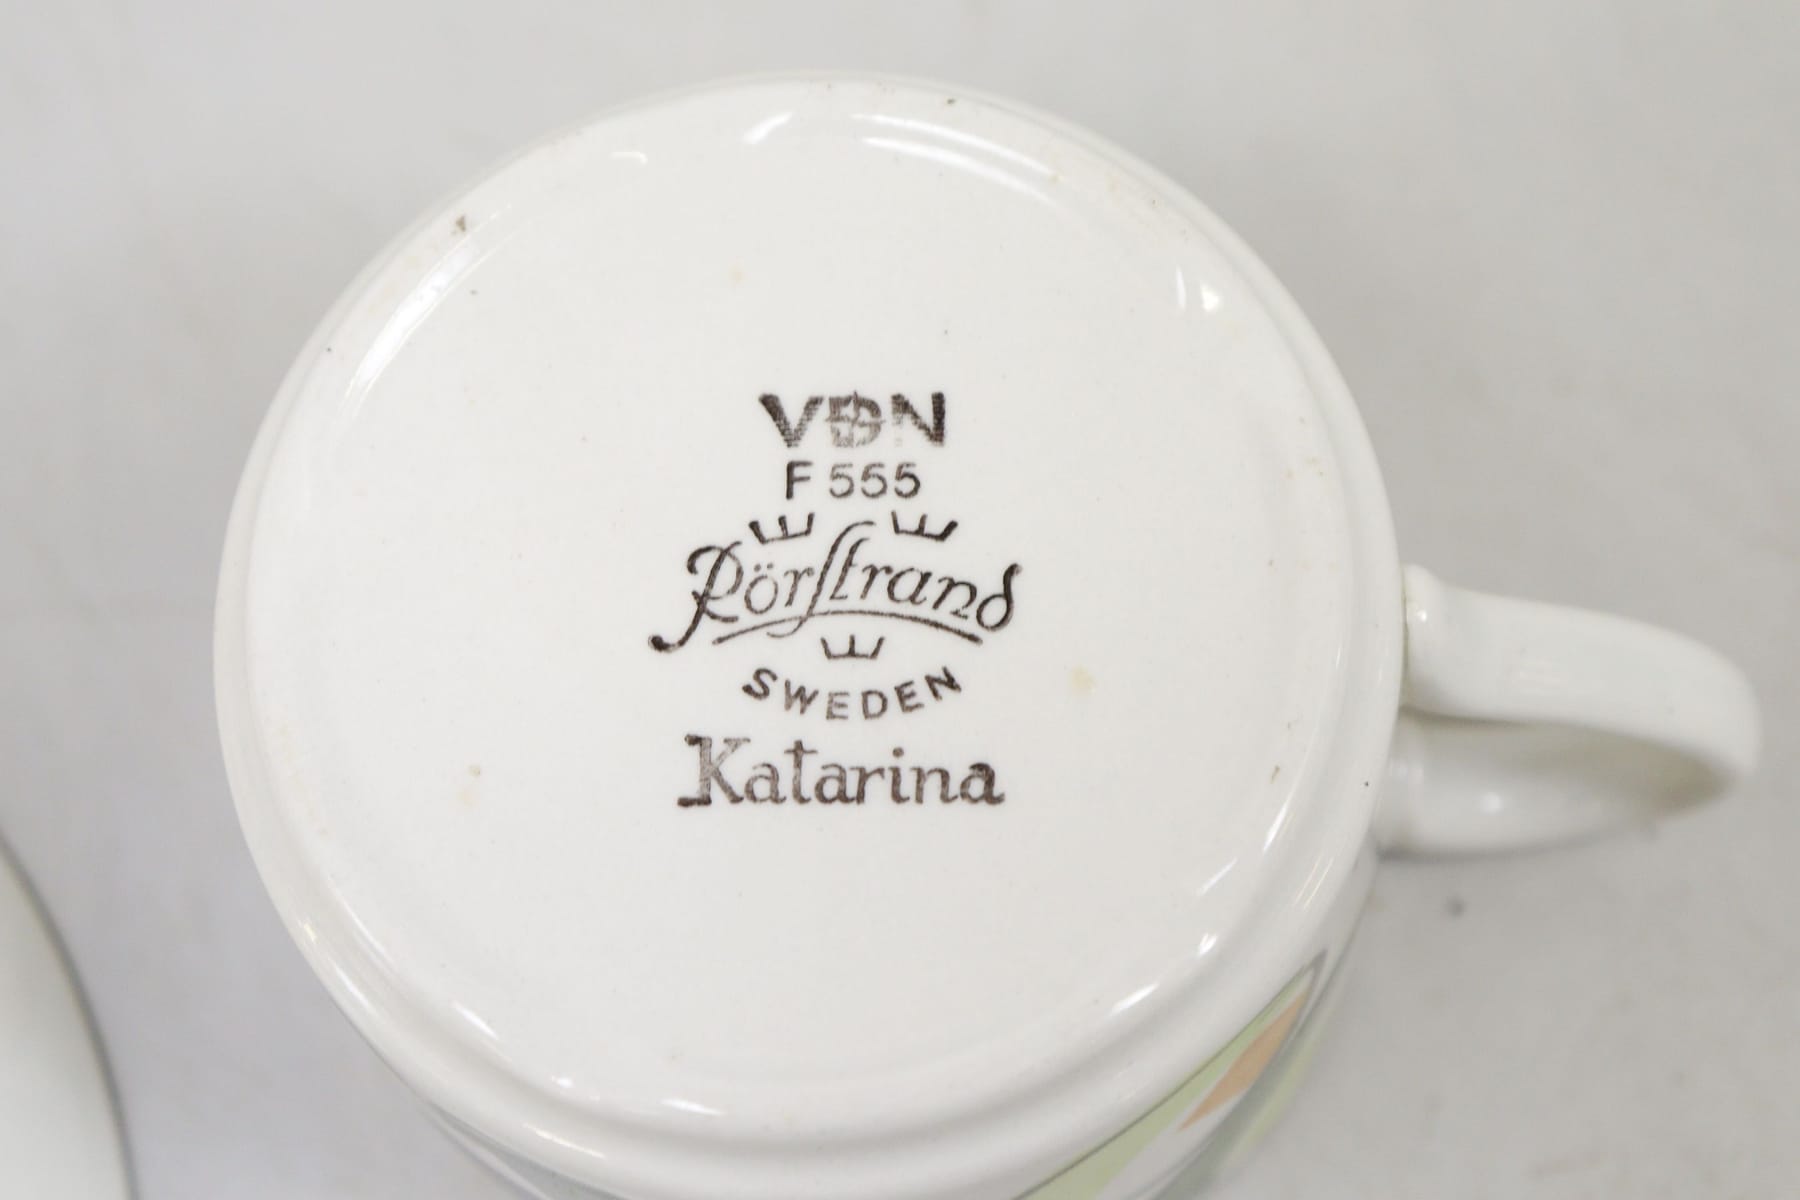 VDN
F 555
Rörstrand
SWEDEN
Katarina